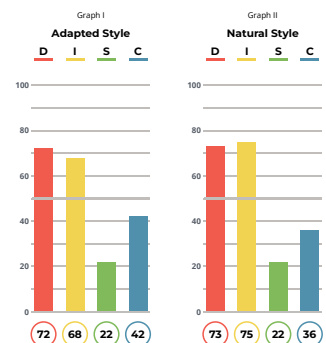 Graph I
Adapted Style
D I S C
100
80
60
40
20
0
72 68 22 42
Graph II
Natural Style
D I S C
100
80
60
40
20
0
73 75 22 36